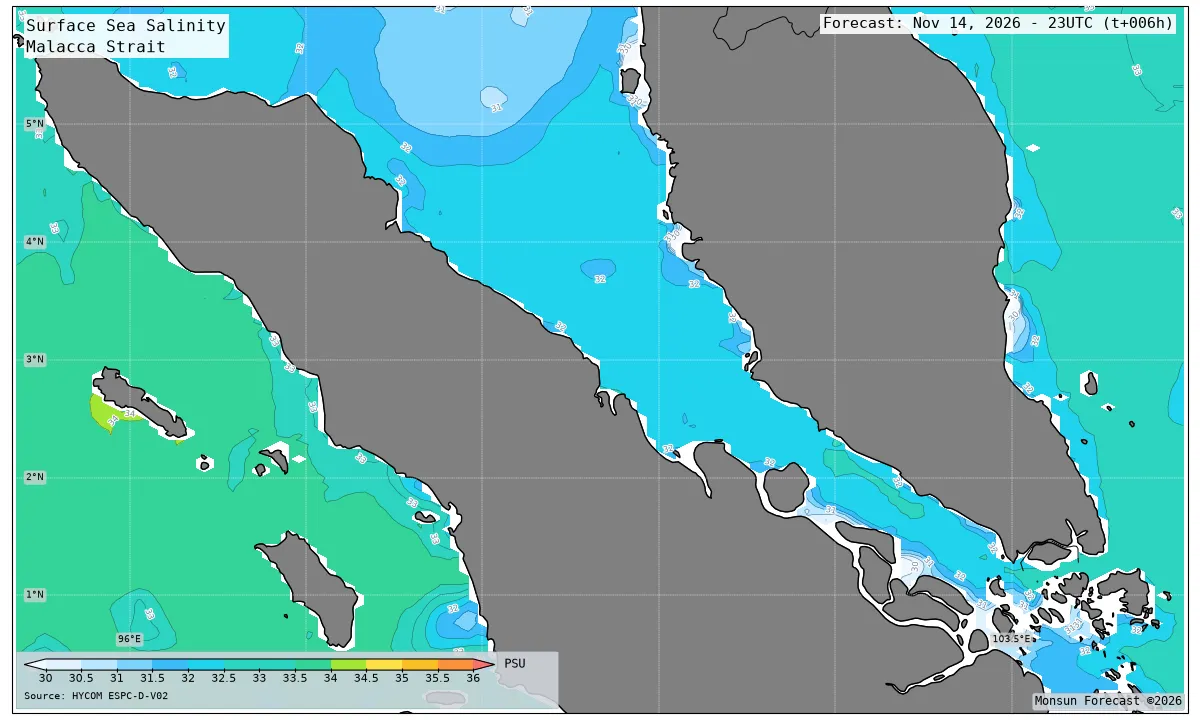 Surface Sea Salinity
Malacca Strait
Forecast: Nov 14, 2026 - 23UTC (t+006h)
5°N
4°N
3°N
2°N
1°N
96°E
103.5°E
PSU
30 30.5 31 31.5 32 32.5 33 33.5 34 34.5 35 35.5 36
Source: HYCOM ESPC-D-V02
Monsun Forecast ©2026